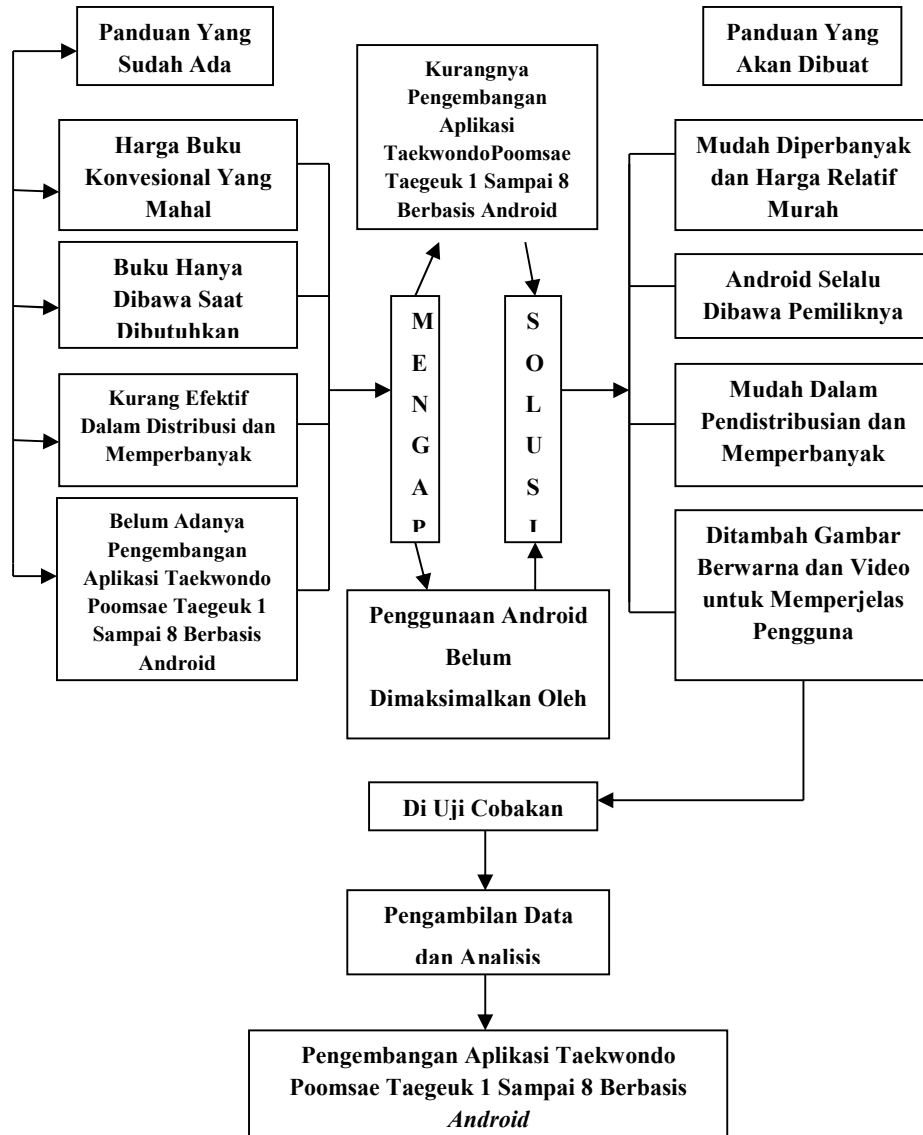 Panduan Yang
Sudah Ada
Harga Buku
Konvesional Yang
Mahal
Buku Hanya
Dibawa Saat
Dibutuhkan
Kurang Efektif
Dalam Distribusi dan
Memperbanyak
Belum Adanya
Pengembangan
Aplikasi Taekwondo
Poomsae Taegeuk 1
Sampai 8 Berbasis
Android
Kurangnya
Pengembangan
Aplikasi
TaekwondoPoomsae
Taegeuk 1 Sampai 8
Berbasis Android
M
E
N
G
A
P
S
O
L
U
S
I
Penggunaan Android
Belum
Dimaksimalkan Oleh
Panduan Yang
Akan Dibuat
Mudah Diperbanyak
dan Harga Relatif
Murah
Android Selalu
Dibawa Pemiliknya
Mudah Dalam
Pendistribusian dan
Memperbanyak
Ditambah Gambar
Berwarna dan Video
untuk Memperjelas
Pengguna
Di Uji Cobakan
Pengambilan Data
dan Analisis
Pengembangan Aplikasi Taekwondo
Poomsae Taegeuk 1 Sampai 8 Berbasis
Android